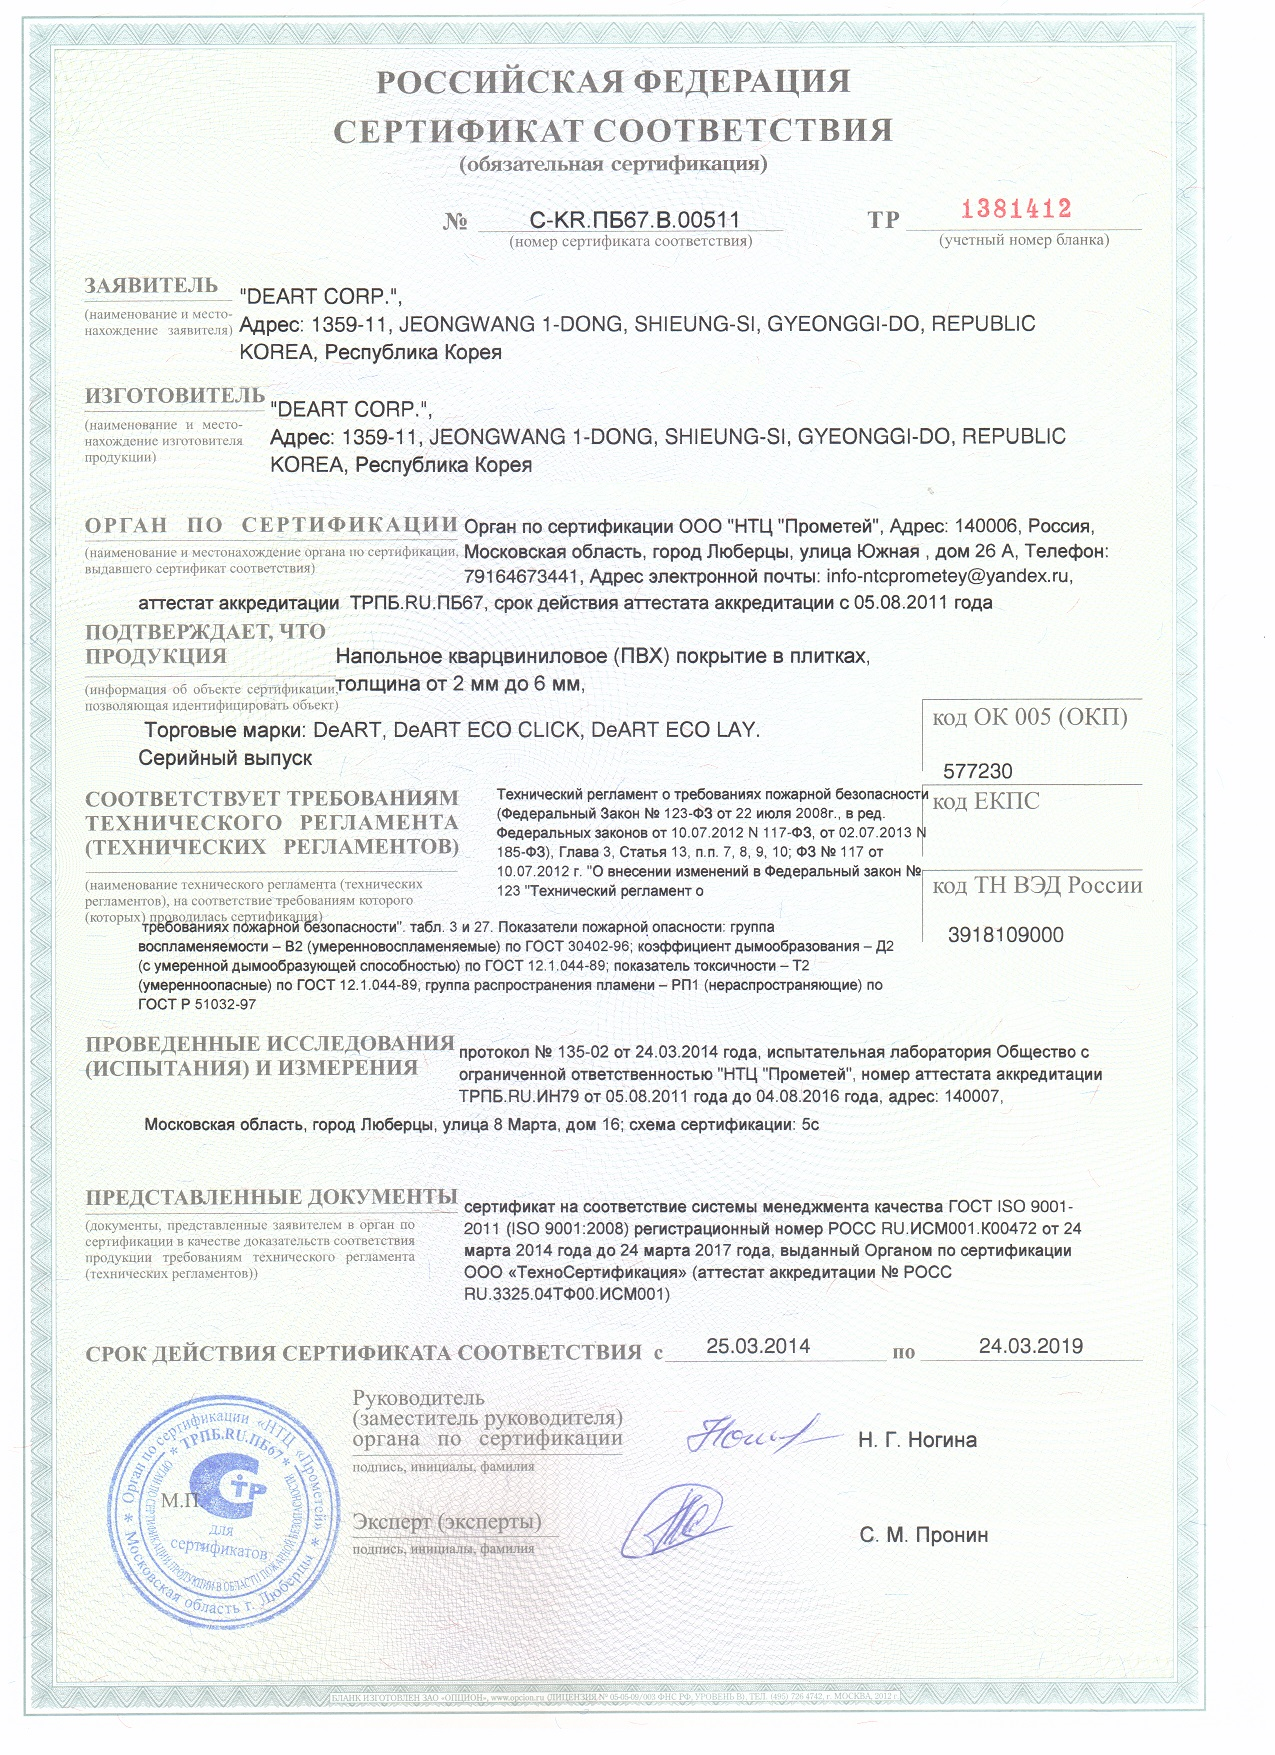 РОССИЙСКАЯ ФЕДЕРАЦИЯ
СЕРТИФИКАТ СООТВЕТСТВИЯ
(обязательная сертификация)
№ C-KR.ПБ67.В.00511 ТР 1381412
(номер сертификата соответствия) (учетный номер бланка)
ЗАЯВИТЕЛЬ
(наименование и место-
нахождение заявителя)
"DEART CORP.",
Адрес: 1359-11, JEONGWANG 1-DONG, SHIEUNG-SI, GYEONGGI-DO, REPUBLIC
KOREA, Республика Корея
ИЗГОТОВИТЕЛЬ
(наименование и место-
нахождение изготовителя
продукции)
"DEART CORP.",
Адрес: 1359-11, JEONGWANG 1-DONG, SHIEUNG-SI, GYEONGGI-DO, REPUBLIC
KOREA, Республика Корея
ОРГАН ПО СЕРТИФИКАЦИИ
(наименование и местонахождение органа по сертификации,
выдавшего сертификат соответствия)
Орган по сертификации ООО "НТЦ "Прометей", Адрес: 140006, Россия,
Московская область, город Люберцы, улица Южная , дом 26 А, Телефон:
79164673441, Адрес электронной почты: info-ntcprometey@yandex.ru,
аттестат аккредитации ТРПБ.RU.ПБ67, срок действия аттестата аккредитации с 05.08.2011 года
ПОДТВЕРЖДАЕТ, ЧТО
ПРОДУКЦИЯ
(информация об объекте сертификации,
позволяющая идентифицировать объект)
Напольное кварцвиниловое (ПВХ) покрытие в плитках,
толщина от 2 мм до 6 мм,
Торговые марки: DeART, DeART ECO CLICK, DeART ECO LAY.
Серийный выпуск
код ОК 005 (ОКП)
577230
код ЕКПС
код ТН ВЭД России
3918109000
СООТВЕТСТВУЕТ ТРЕБОВАНИЯМ
ТЕХНИЧЕСКОГО РЕГЛАМЕНТА
(ТЕХНИЧЕСКИХ РЕГЛАМЕНТОВ)
(наименование технического регламента (технических
регламентов), на соответствие требованиям которого
(которых) проводилась сертификация)
Технический регламент о требованиях пожарной безопасности
(Федеральный Закон № 123-ФЗ от 22 июля 2008г., в ред.
Федеральных законов от 10.07.2012 N 117-ФЗ, от 02.07.2013 N
185-ФЗ), Глава 3, Статья 13, п.п. 7, 8, 9, 10; ФЗ № 117 от
10.07.2012 г. "О внесении изменений в Федеральный закон №
123 "Технический регламент о
требованиях пожарной безопасности". табл. 3 и 27. Показатели пожарной опасности: группа
воспламеняемости – В2 (умеренновоспламеняемые) по ГОСТ 30402-96; коэффициент дымообразования – Д2
(с умеренной дымообразующей способностью) по ГОСТ 12.1.044-89; показатель токсичности – Т2
(умеренноопасные) по ГОСТ 12.1.044-89, группа распространения пламени – РП1 (нераспространяющие) по
ГОСТ Р 51032-97
ПРОВЕДЕННЫЕ ИССЛЕДОВАНИЯ
(ИСПЫТАНИЯ) И ИЗМЕРЕНИЯ
протокол № 135-02 от 24.03.2014 года, испытательная лаборатория Общество с
ограниченной ответственностью "НТЦ "Прометей", номер аттестата аккредитации
ТРПБ.RU.ИН79 от 05.08.2011 года до 04.08.2016 года, адрес: 140007,
Московская область, город Люберцы, улица 8 Марта, дом 16; схема сертификации: 5с
ПРЕДСТАВЛЕННЫЕ ДОКУМЕНТЫ
(документы, представленные заявителем в орган по
сертификации в качестве доказательств соответствия
продукции требованиям технического регламента
(технических регламентов))
сертификат на соответствие системы менеджмента качества ГОСТ ISO 9001-
2011 (ISO 9001:2008) регистрационный номер РОСС RU.ИСМ001.К00472 от 24
марта 2014 года до 24 марта 2017 года, выданный Органом по сертификации
ООО «ТехноСертификация» (аттестат аккредитации № РОСС
RU.3325.04ТФ00.ИСМ001)
СРОК ДЕЙСТВИЯ СЕРТИФИКАТА СООТВЕТСТВИЯ с 25.03.2014 по 24.03.2019
Руководитель
(заместитель руководителя)
органа по сертификации
подпись, инициалы, фамилия
Н. Г. Ногина
М.П.
Эксперт (эксперты)
подпись, инициалы, фамилия
С. М. Пронин
Орган по сертификации «НТЦ «Прометей»
Московская область г. Люберцы
* ТРПБ.RU.ПБ67 *
ОРГАН ПО СЕРТИФИКАЦИИ ПРОДУКЦИИ В ОБЛАСТИ ПОЖАРНОЙ БЕЗОПАСНОСТИ
для
сертификатов
БЛАНК ИЗГОТОВЛЕН ЗАО «ОПЦИОН», www.opcion.ru (ЛИЦЕНЗИЯ № 05-05-09/003 ФНС РФ, УРОВЕНЬ В), ТЕЛ. (495) 726 4742, г. МОСКВА, 2012 г.